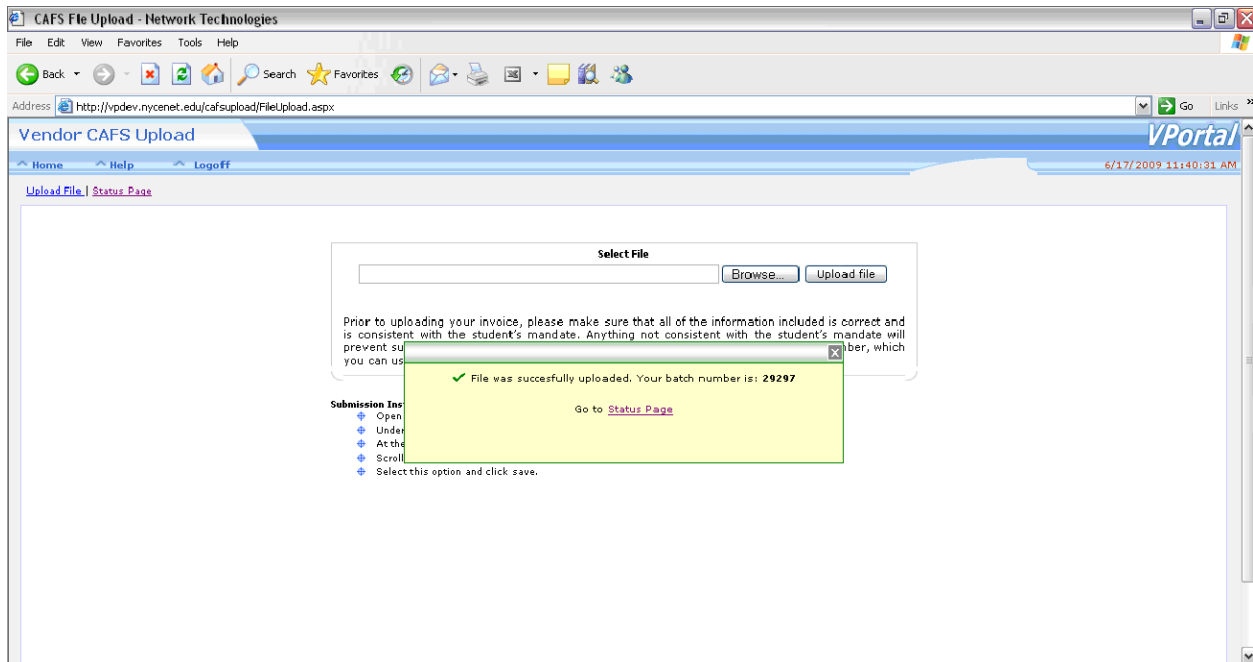 CAFS File Upload - Network Technologies
File Edit View Favorites Tools Help
Back Search Favorites
Address http://vpdev.nycenet.edu/cafsupload/FileUpload.aspx Go Links »
Vendor CAFS Upload VPortal
Home Help Logoff 6/17/2009 11:40:31 AM
Upload File | Status Page
Select File
Browse... Upload file
Prior to uploading your invoice, please make sure that all of the information included is correct and
is consistent with the student's mandate. Anything not consistent with the student's mandate will
prevent su ber, which
you can us
File was succesfully uploaded. Your batch number is: 29297
Go to Status Page
Submission Ins
Open
Under
At the
Scroll
Select this option and click save.